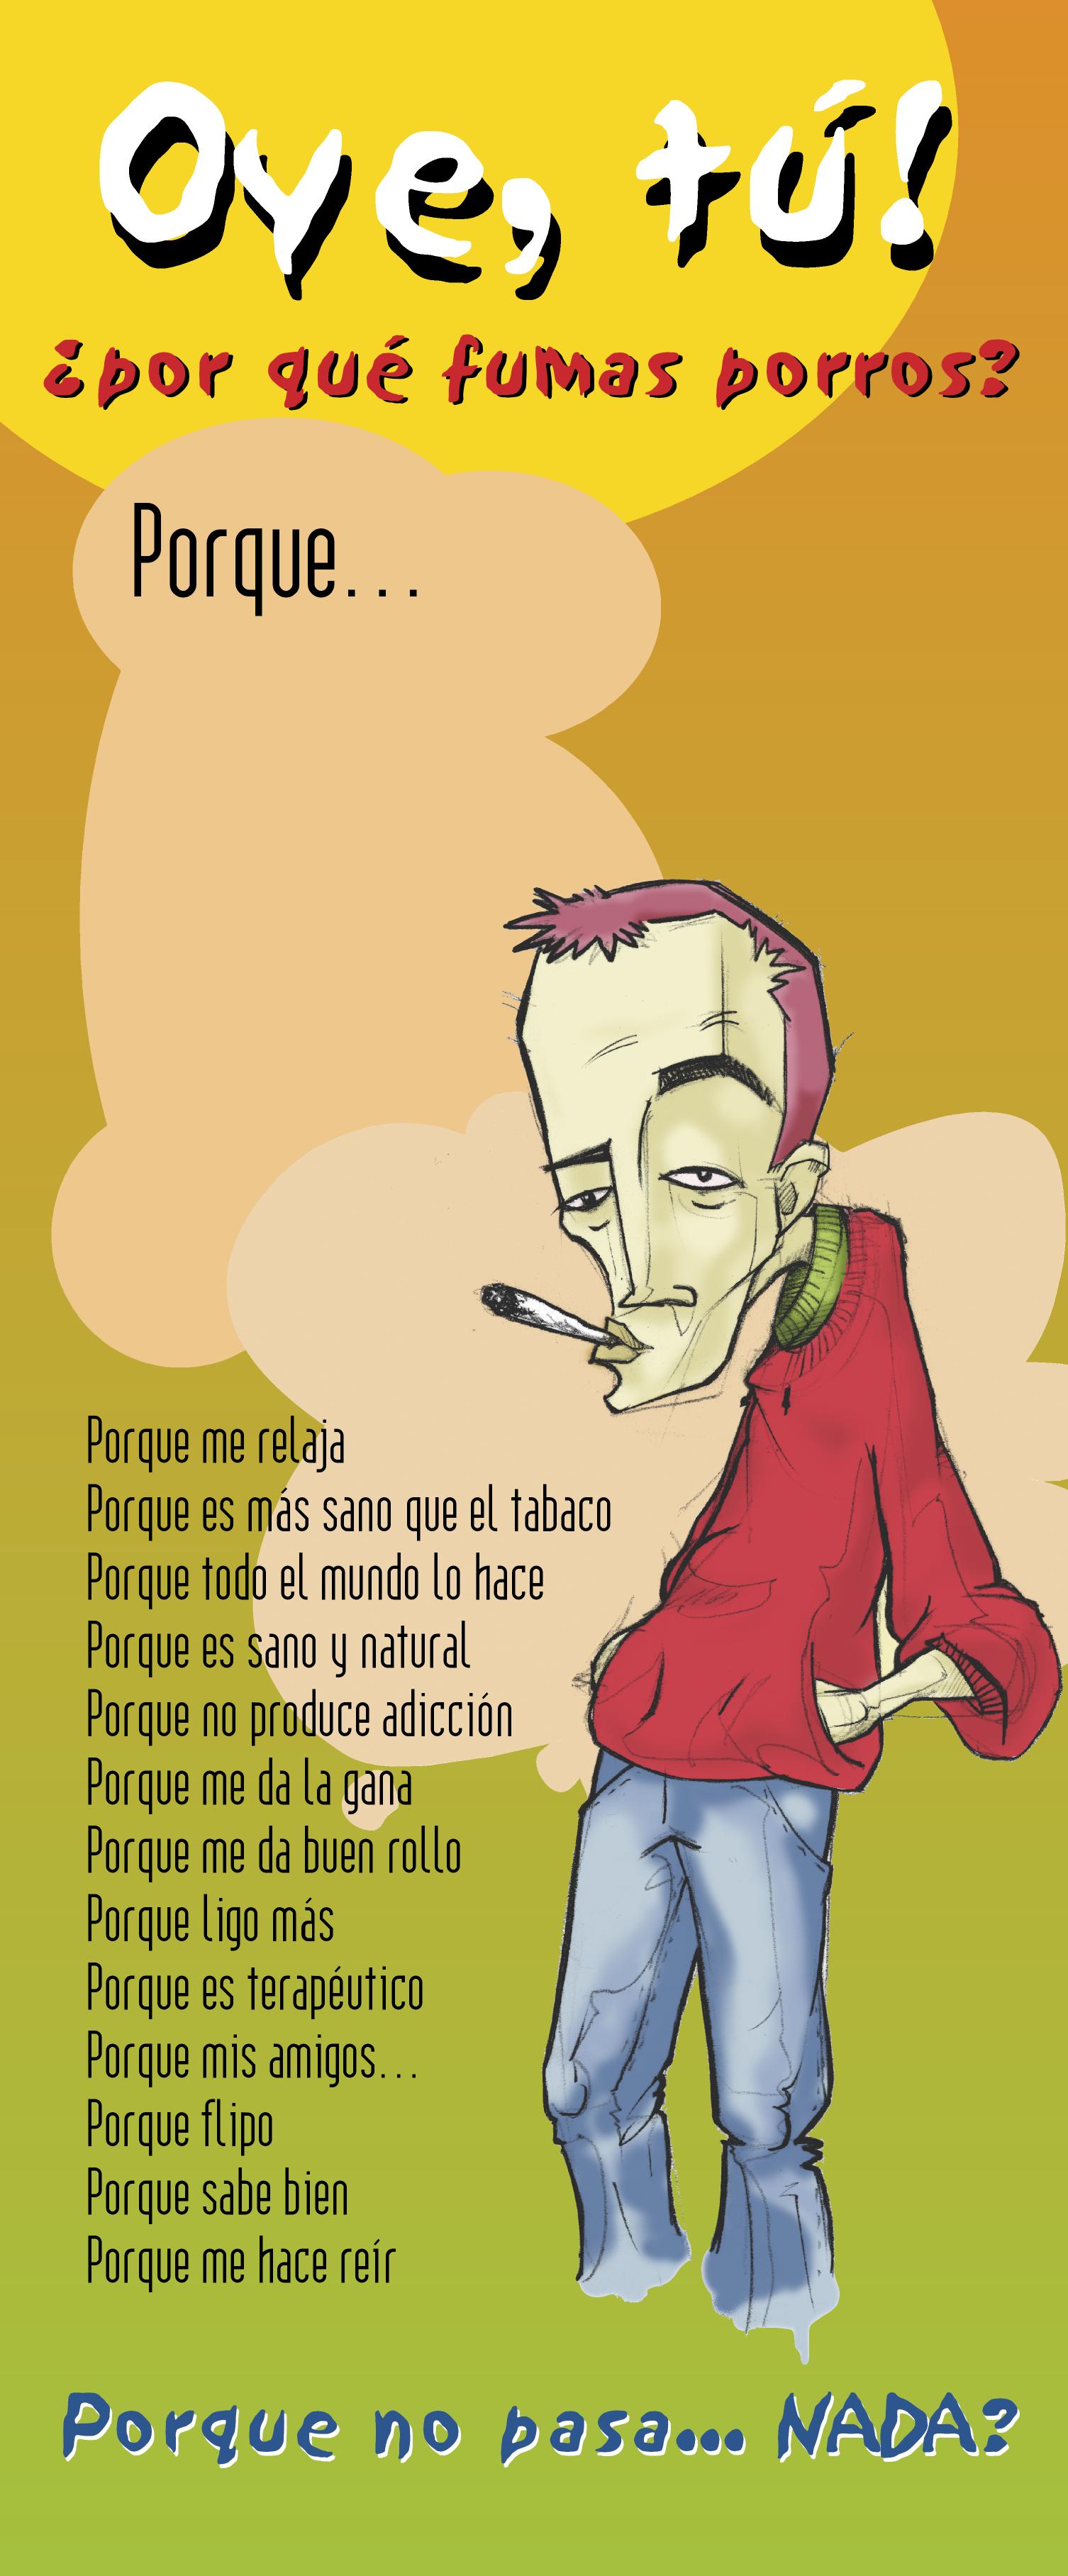 Oye, tú!
¿por qué fumas porros?
Porque...
Porque me relaja
Porque es más sano que el tabaco
Porque todo el mundo lo hace
Porque es sano y natural
Porque no produce adicción
Porque me da la gana
Porque me da buen rollo
Porque ligo más
Porque es terapéutico
Porque mis amigos...
Porque flipo
Porque sabe bien
Porque me hace reír
Porque no pasa... NADA?